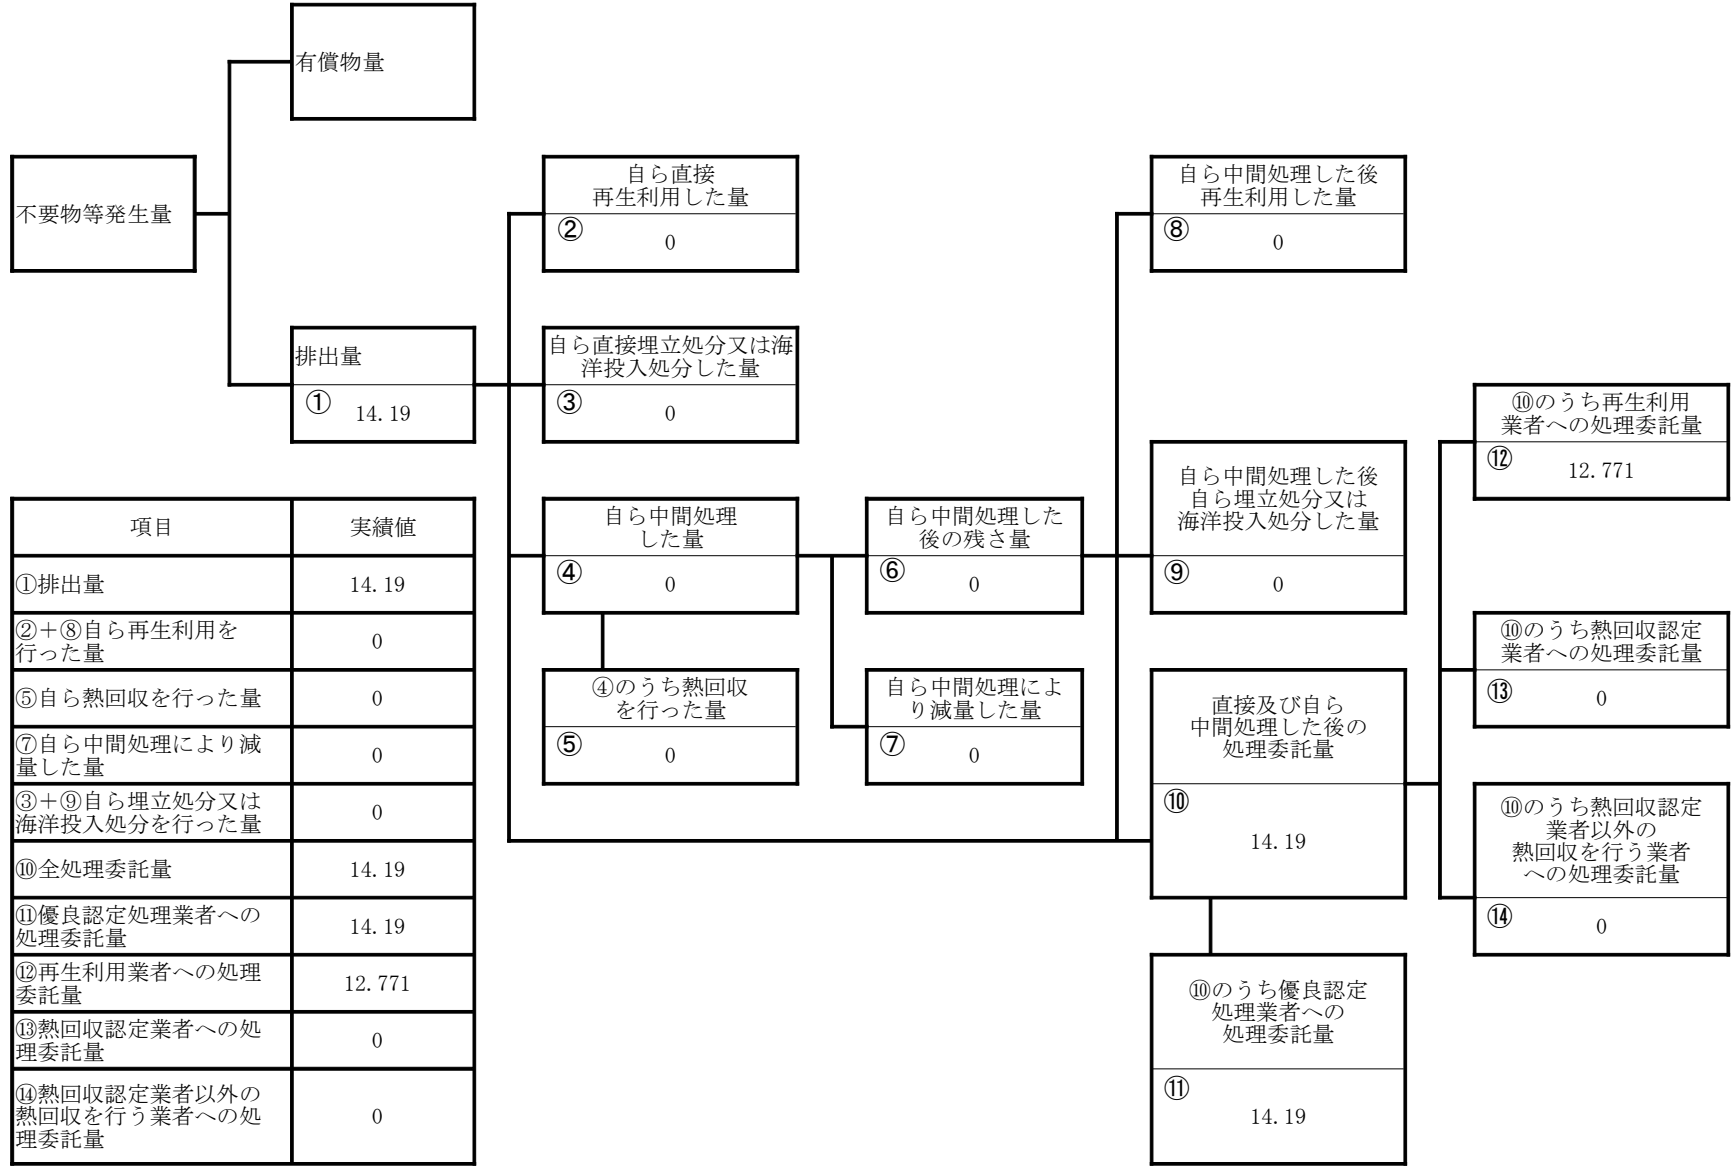 有償物量
不要物等発生量
自ら直接
再生利用した量
②
0
自ら中間処理した後
再生利用した量
⑧
0
排出量
①
14.19
自ら直接埋立処分又は海
洋投入処分した量
③
0
⑩のうち再生利用
業者への処理委託量
⑫
12.771
自ら中間処理
した量
④
0
自ら中間処理した
後の残さ量
⑥
0
自ら中間処理した後
自ら埋立処分又は
海洋投入処分した量
⑨
0
⑩のうち熱回収認定
業者への処理委託量
⑬
0
④のうち熱回収
を行った量
⑤
0
自ら中間処理によ
り減量した量
⑦
0
直接及び自ら
中間処理した後の
処理委託量
⑩
14.19
⑩のうち熱回収認定
業者以外の
熱回収を行う業者
への処理委託量
⑭
0
⑩のうち優良認定
処理業者への
処理委託量
⑪
14.19
項目 実績値
①排出量 14.19
②＋⑧自ら再生利用を
行った量 0
⑤自ら熱回収を行った量 0
⑦自ら中間処理により減
量した量 0
③＋⑨自ら埋立処分又は
海洋投入処分を行った量 0
⑩全処理委託量 14.19
⑪優良認定処理業者への
処理委託量 14.19
⑫再生利用業者への処理
委託量 12.771
⑬熱回収認定業者への処
理委託量 0
⑭熱回収認定業者以外の
熱回収を行う業者への処
理委託量 0